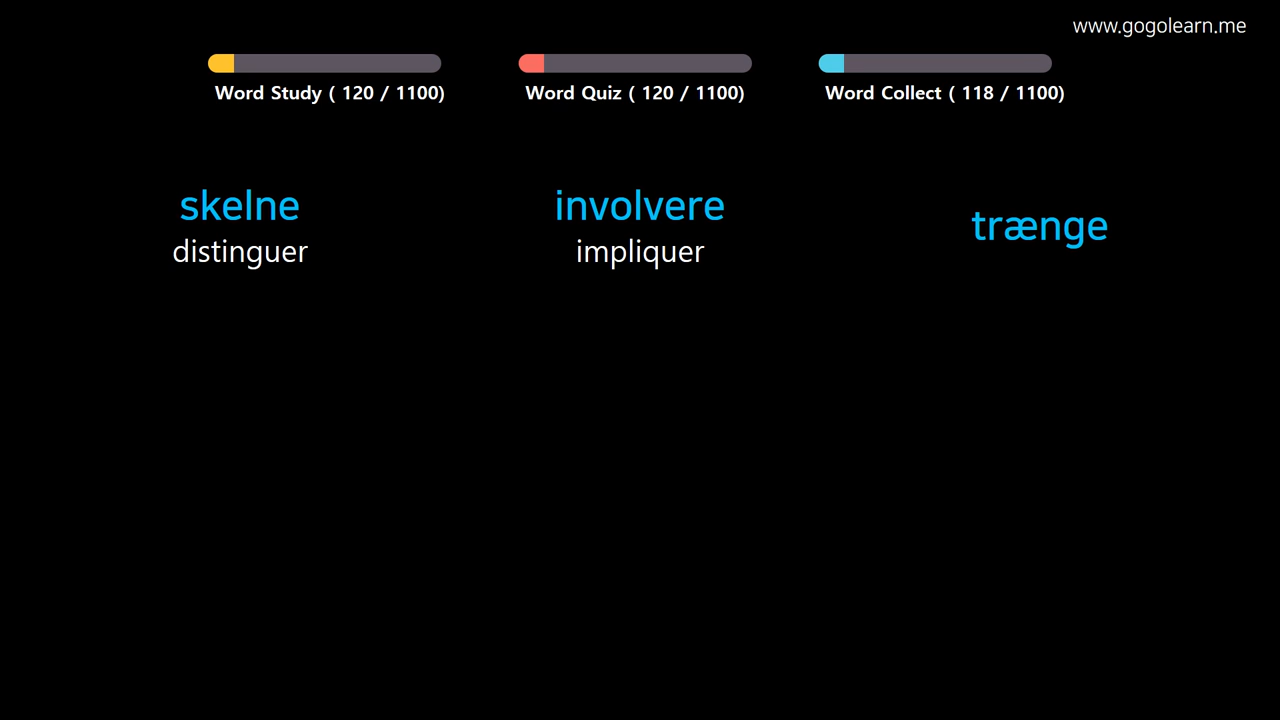 www.gogolearn.me
Word Study ( 120 / 1100)
Word Quiz ( 120 / 1100)
Word Collect ( 118 / 1100)
skelne
distinguer
involvere
impliquer
trænge